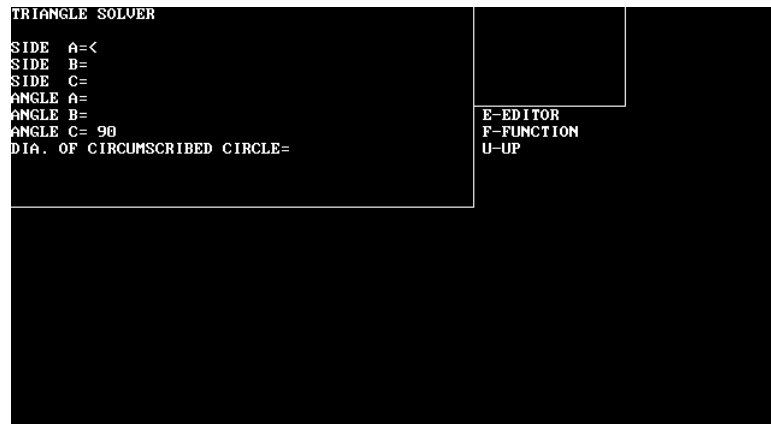 TRIANGLE SOLVER
SIDE  A=<
SIDE  B=
SIDE  C=
ANGLE A=
ANGLE B=
ANGLE C= 90
DIA. OF CIRCUMSCRIBED CIRCLE=
E-EDITOR
F-FUNCTION
U-UP